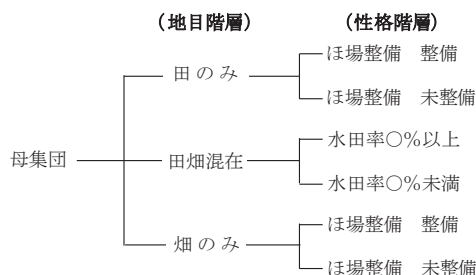 （地目階層） （性格階層）
ほ場整備　整備
田 の み
ほ場整備　未整備
水田率○％以上
母集団 田畑混在
水田率○％未満
ほ場整備　整備
畑 の み
ほ場整備　未整備